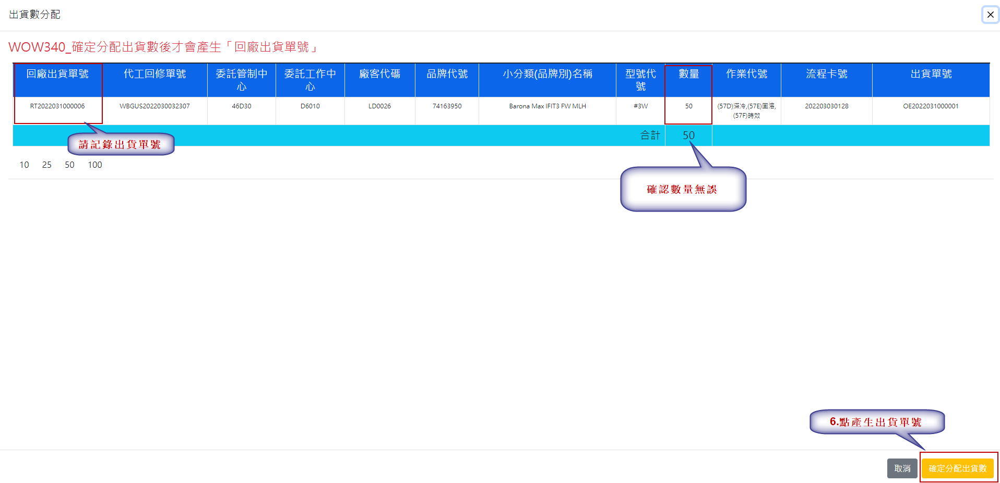 出貨數分配
WOW340_確定分配出貨數後才會產生「回廠出貨單號」
回廠出貨單號 代工回修單號 委託管制中心 委託工作中心 廠客代碼 品牌代號 小分類(品牌別)名稱 型號代號 數量 作業代號 流程卡號 出貨單號
RT2022031000006 WBGUS2022030032307 46D30 D6010 LD0026 74163950 Barona Max IFIT3 FW MLH #3W 50 (57D)深冷,(57E)固溶,(57F)時效 202203030128 OE2022031000001
合計 50
請記錄出貨單號
10 25 50 100
確認數量無誤
6.點產生出貨單號
取消 確定分配出貨數